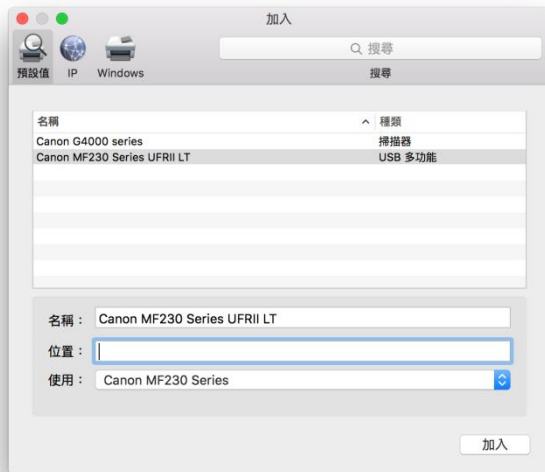 加入
搜尋
預設值 IP Windows 搜尋
名稱 種類
Canon G4000 series 掃描器
Canon MF230 Series UFRII LT USB 多功能
名稱： Canon MF230 Series UFRII LT
位置：
使用： Canon MF230 Series
加入